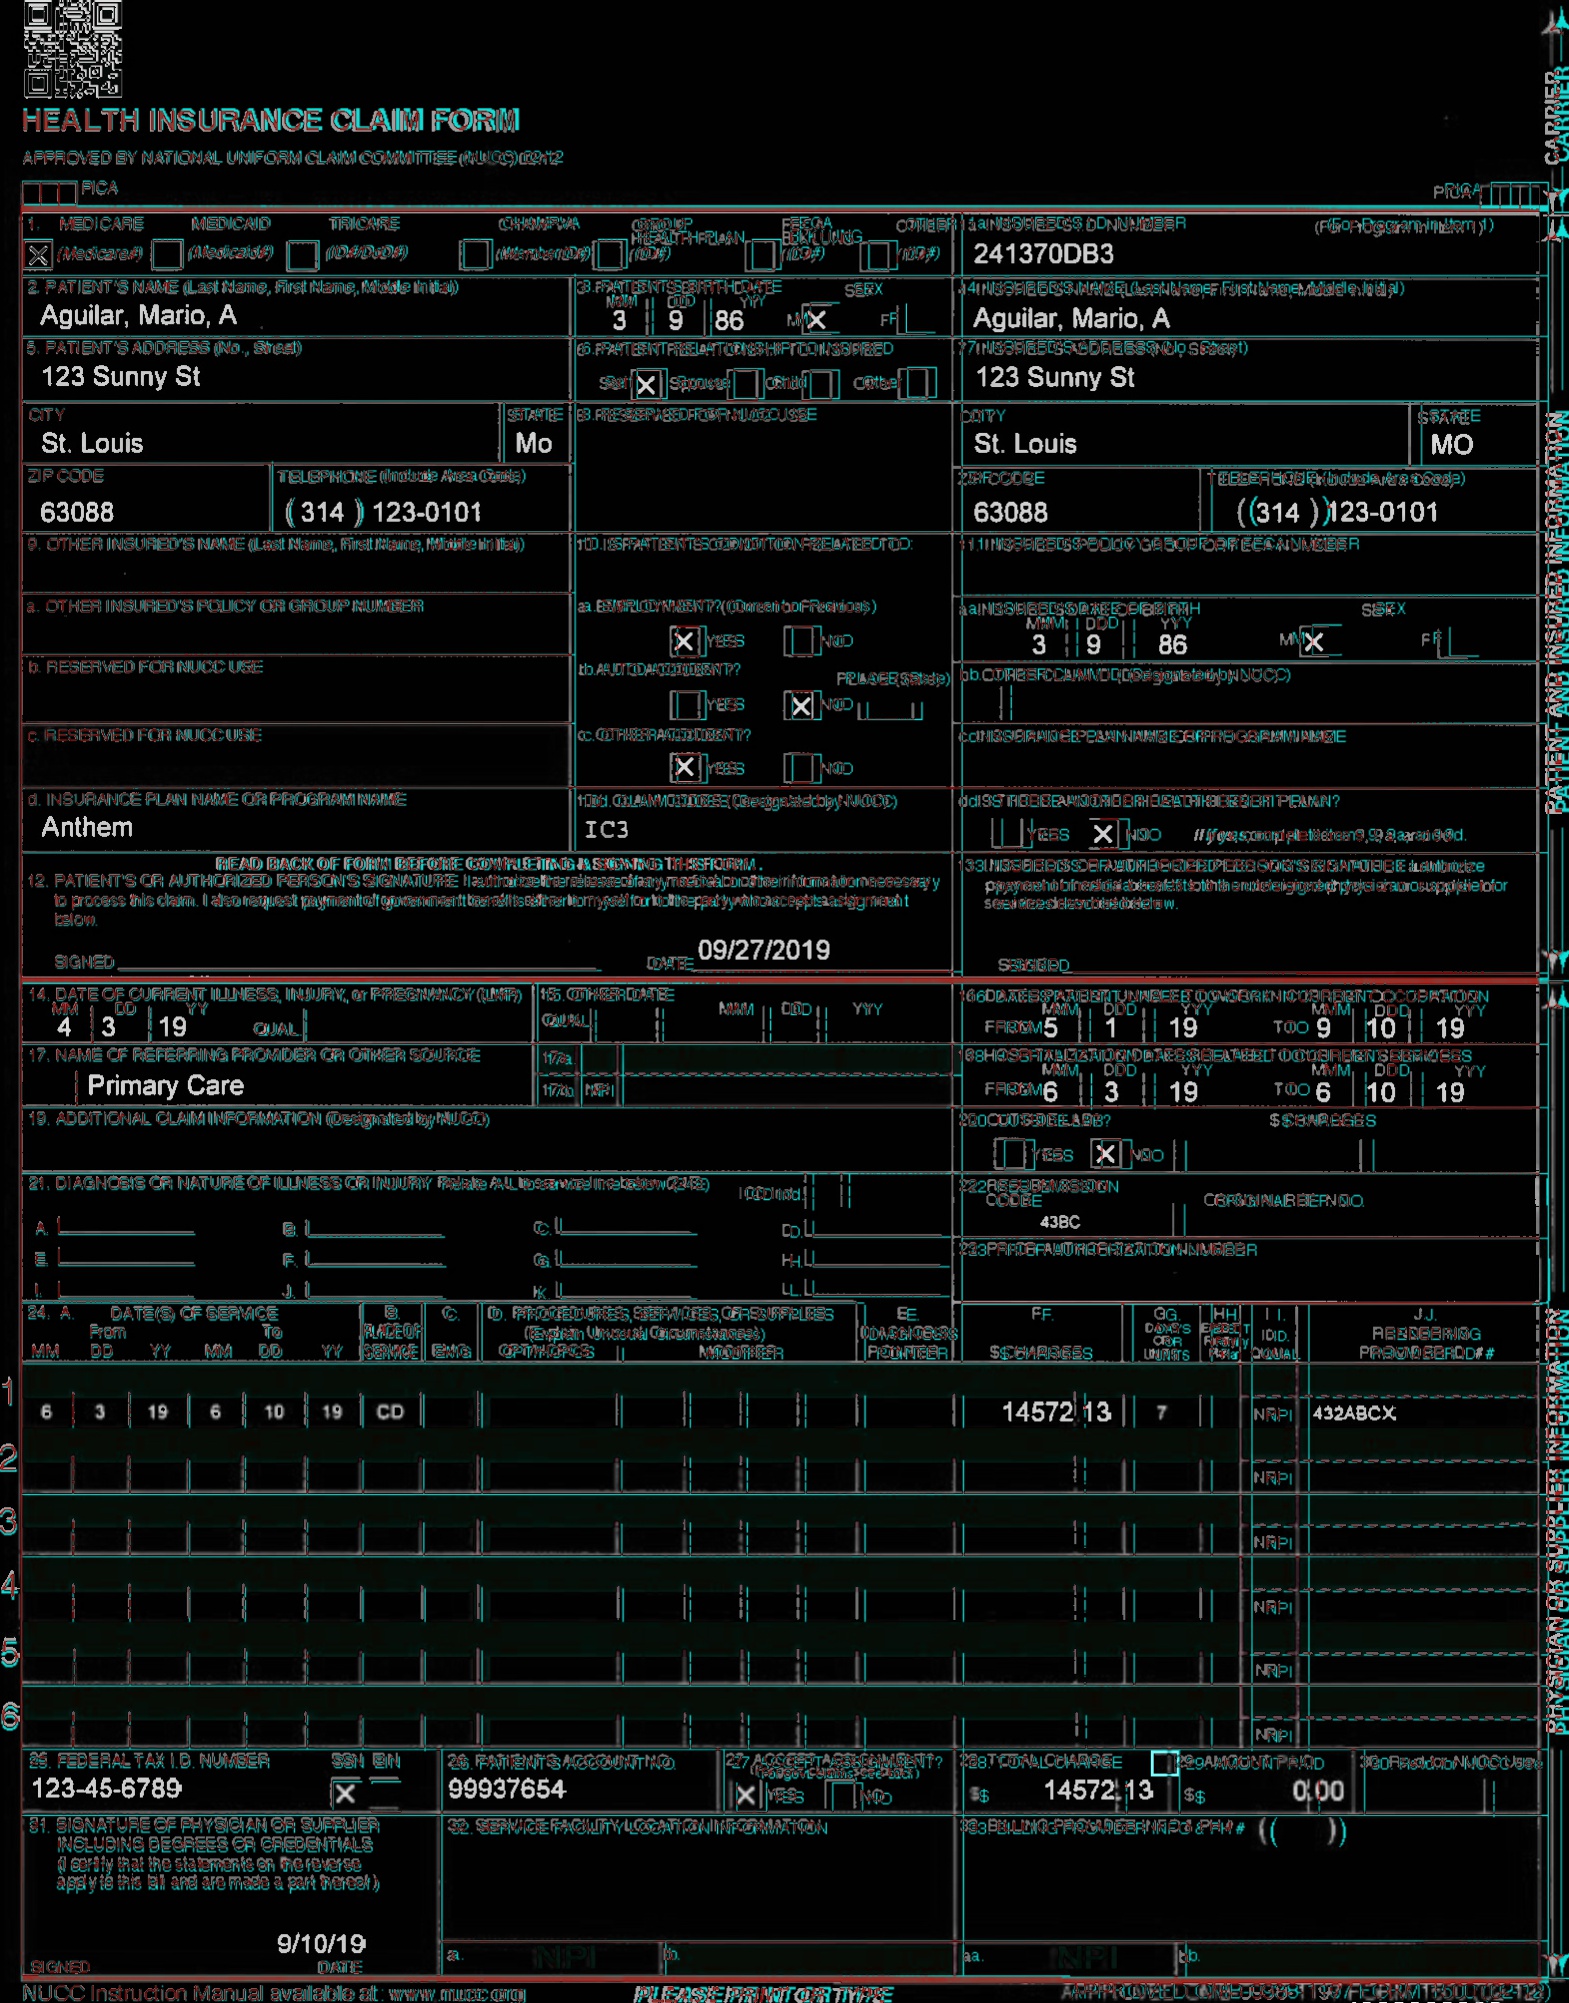 HEALTH INSURANCE CLAIM FORM
APPROVED BY NATIONAL UNIFORM CLAIM COMMITTEE (NUCC) 02/12
PICA PICA
CARRIER
1. MEDICARE MEDICAID TRICARE CHAMPVA GROUP HEALTH PLAN FECA BLK LUNG OTHER 1a. INSURED'S I.D. NUMBER (For Program in Item 1)
X (Medicare#) (Medicaid#) (ID#/DoD#) (Member ID#) (ID#) (ID#) (ID#) 241370DB3
2. PATIENT'S NAME (Last Name, First Name, Middle Initial) 3. PATIENT'S BIRTH DATE SEX 4. INSURED'S NAME (Last Name, First Name, Middle Initial)
MM DD YY
Aguilar, Mario, A 3 9 86 M X F Aguilar, Mario, A
5. PATIENT'S ADDRESS (No., Street) 6. PATIENT RELATIONSHIP TO INSURED 7. INSURED'S ADDRESS (No., Street)
123 Sunny St Self X Spouse Child Other 123 Sunny St
CITY STATE 8. RESERVED FOR NUCC USE CITY STATE
St. Louis Mo St. Louis MO
ZIP CODE TELEPHONE (Include Area Code) ZIP CODE TELEPHONE (Include Area Code)
63088 ( 314 ) 123-0101 63088 ( 314 ) 123-0101
9. OTHER INSURED'S NAME (Last Name, First Name, Middle Initial) 10. IS PATIENT'S CONDITION RELATED TO: 11. INSURED'S POLICY GROUP OR FECA NUMBER
a. OTHER INSURED'S POLICY OR GROUP NUMBER a. EMPLOYMENT? (Current or Previous) a. INSURED'S DATE OF BIRTH SEX
MM DD YY
X YES NO 3 9 86 M X F
b. RESERVED FOR NUCC USE b. AUTO ACCIDENT? PLACE (State) b. OTHER CLAIM ID (Designated by NUCC)
YES X NO
c. RESERVED FOR NUCC USE c. OTHER ACCIDENT? c. INSURANCE PLAN NAME OR PROGRAM NAME
X YES NO
d. INSURANCE PLAN NAME OR PROGRAM NAME 10d. CLAIM CODES (Designated by NUCC) d. IS THERE ANOTHER HEALTH BENEFIT PLAN?
Anthem IC3 YES X NO If yes, complete items 9, 9a, and 9d.
READ BACK OF FORM BEFORE COMPLETING & SIGNING THIS FORM.
12. PATIENT'S OR AUTHORIZED PERSON'S SIGNATURE I authorize the release of any medical or other information necessary
to process this claim. I also request payment of government benefits either to myself or to the party who accepts assignment
below.
13. INSURED'S OR AUTHORIZED PERSON'S SIGNATURE I authorize
payment of medical benefits to the undersigned physician or supplier for
services described below.
SIGNED DATE 09/27/2019 SIGNED
PATIENT AND INSURED INFORMATION
14. DATE OF CURRENT ILLNESS, INJURY, or PREGNANCY (LMP) 15. OTHER DATE MM DD YY 16. DATES PATIENT UNABLE TO WORK IN CURRENT OCCUPATION
MM DD YY MM DD YY MM DD YY
4 3 19 QUAL QUAL FROM 5 1 19 TO 9 10 19
17. NAME OF REFERRING PROVIDER OR OTHER SOURCE 17a. 18. HOSPITALIZATION DATES RELATED TO CURRENT SERVICES
MM DD YY MM DD YY
Primary Care 17b. NPI FROM 6 3 19 TO 6 10 19
19. ADDITIONAL CLAIM INFORMATION (Designated by NUCC) 20. OUTSIDE LAB? $ CHARGES
YES X NO
21. DIAGNOSIS OR NATURE OF ILLNESS OR INJURY Relate A-L to service line below (24E) ICD Ind. 22. RESUBMISSION CODE ORIGINAL REF. NO.
43BC
A. B. C. D.
E. F. G. H. 23. PRIOR AUTHORIZATION NUMBER
I. J. K. L.
24. A. DATE(S) OF SERVICE B. C. D. PROCEDURES, SERVICES, OR SUPPLIES E. F. G. H. I. J.
From To PLACE OF SERVICE EMG (Explain Unusual Circumstances) DIAGNOSIS POINTER $ CHARGES DAYS OR UNITS EPSDT Family Plan ID. QUAL. RENDERING PROVIDER ID. #
MM DD YY MM DD YY CPT/HCPCS MODIFIER
1 6 3 19 6 10 19 CD 14572 13 7 NPI 432ABCX
2 NPI
3 NPI
4 NPI
5 NPI
6 NPI
PHYSICIAN OR SUPPLIER INFORMATION
25. FEDERAL TAX I.D. NUMBER SSN EIN 26. PATIENT'S ACCOUNT NO. 27. ACCEPT ASSIGNMENT? 28. TOTAL CHARGE 29. AMOUNT PAID 30. Rsvd for NUCC Use
(For govt. claims, see back)
123-45-6789 X 99937654 X YES NO $ 14572 13 $ 0.00
31. SIGNATURE OF PHYSICIAN OR SUPPLIER
INCLUDING DEGREES OR CREDENTIALS
(I certify that the statements on the reverse
apply to this bill and are made a part thereof.)
32. SERVICE FACILITY LOCATION INFORMATION
33. BILLING PROVIDER INFO & PH # ( )
9/10/19
SIGNED DATE a. NPI b. a. NPI b.
NUCC Instruction Manual available at: www.nucc.org PLEASE PRINT OR TYPE APPROVED OMB-0938-1197 FORM 1500 (02-12)